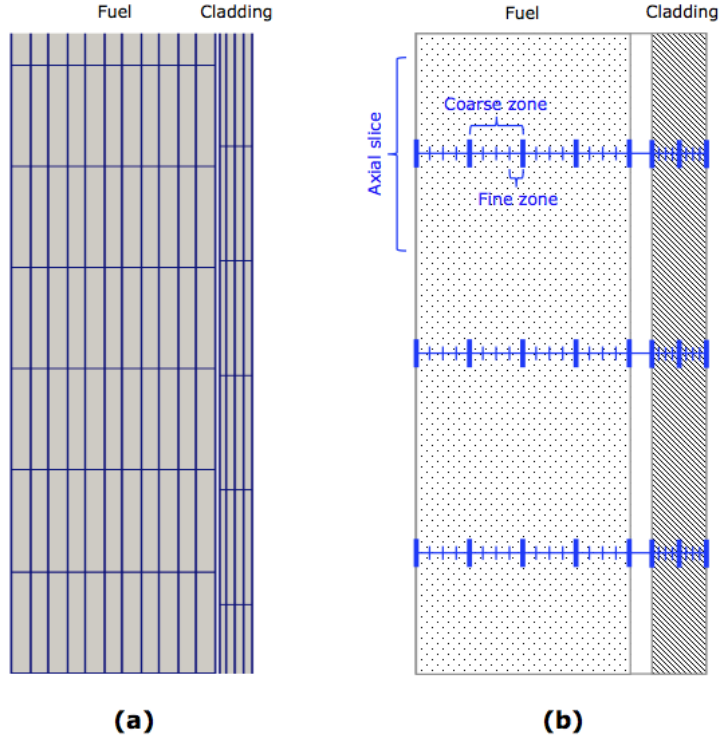 Fuel
Cladding
Fuel
Cladding
Axial slice
Coarse zone
Fine zone
(a)
(b)